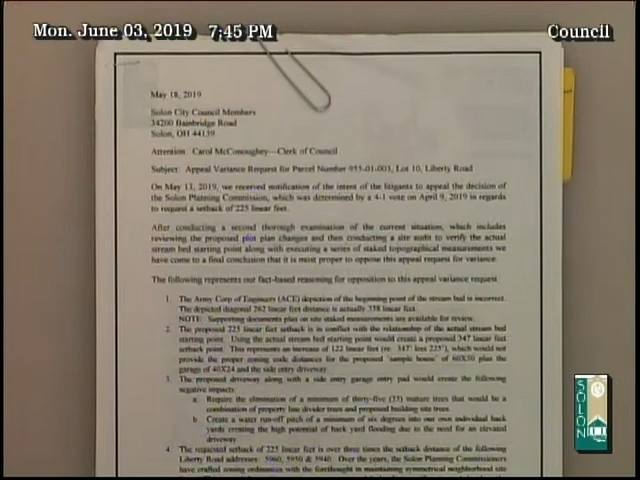 Mon. June 03, 2019 7:45 PM
Council
May 18, 2019
Solon City Council Members
34200 Bainbridge Road
Solon, OH 44139
Attention: Carol McConoughey—Clerk of Council
Subject: Appeal Variance Request for Parcel Number 955-01-003, Lot 10, Liberty Road
On May 13, 2019, we received notification of the intent of the litigants to appeal the decision of
the Solon Planning Commission, which was determined by a 4-1 vote on April 9, 2019 in regards
to request a setback of 225 linear feet.
After conducting a second thorough examination of the current situation, which includes
reviewing the proposed plot plan changes and then conducting a site audit to verify the actual
stream bed starting point along with executing a series of staked topographical measurements we
have come to a final conclusion that it is most proper to oppose this appeal request for variance.
The following represents our fact-based reasoning for opposition to this appeal variance request
1. The Army Corp of Engineers (ACE) depiction of the beginning point of the stream bed is incorrect.
The depicted diagonal 262 linear feet distance is actually 338 linear feet.
NOTE: Supporting documents plus on site staked measurements are available for review.
2. The proposed 225 linear feet setback is in conflict with the relationship of the actual stream bed
starting point. Using the actual stream bed starting point would create a proposed 347 linear feet
setback point. This represents an increase of 122 linear feet (re: 347' less 225'), which would not
provide the proper zoning code distances for the proposed "sample house" of 60X50 plus the
garage of 40X24 and the side entry driveway.
3. The proposed driveway along with a side entry garage entry pad would create the following
negative impacts:
a. Require the elimination of a minimum of thirty-five (35) mature trees that would be a
combination of property line divider trees and proposed building site trees.
b. Create a water run-off pitch of a minimum of six degrees into our own individual back
yards creating the high potential of back yard flooding due to the need for an elevated
driveway.
4. The requested setback of 225 linear feet is over three times the setback distance of the following
Liberty Road addresses: 5960, 5950 & 5940. Over the years, the Solon Planning Commissioners
have crafted zoning ordinances with the forethought in maintaining symmetrical neighborhood site
SOLON